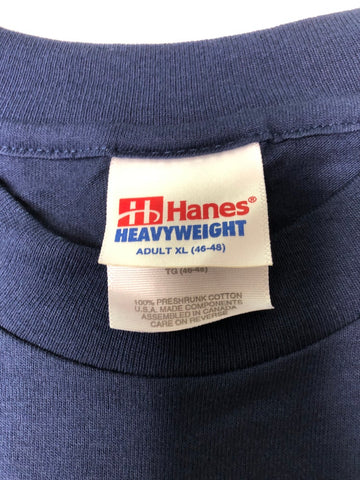 Hanes®
HEAVYWEIGHT
ADULT XL (46-48)
TG (46-48)
100% PRESHRUNK COTTON
U.S.A. MADE COMPONENTS
ASSEMBLED IN CANADA
CARE ON REVERSE